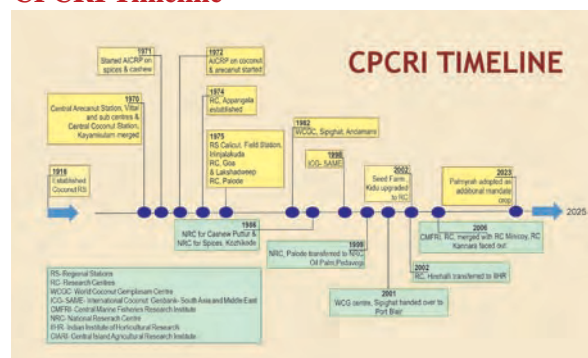 CPCRI Timeline
CPCRI TIMELINE
1916
Established
Coconut RS
1970
Central Arecanut Station, Vittal
and sub centres &
Central Coconut Station,
Kayamkulam merged
1971
Started AICRP on
spices & cashew
1972
AICRP on coconut
& arecanut started
1974
RC, Appangala
established
1975
RS Calicut, Field Station,
Irinjalakuda
RC, Goa
& Lakshadweep
RC, Palode
1982
WCGC, Sipighat, Andamans
1986
NRC for Cashew Puttur &
NRC for Spices, Kozhikode
1998
ICG- SAME
1999
NRC, Palode transferred to NRC
Oil Palm, Pedavegi
2001
WCG centre, Sipighat handed over to
Port Blair
2002
Seed Farm
Kidu upgraded
to RC
2002
RC, Hirehalli transferred to IIHR
2006
CMFRI, RC, merged with RC Minicoy, RC
Kannara faced out
2023
Palmyrah adopted as
additional mandate
crop
2025
RS-Regional Stations
RC-Research Centres
WCGC- World Coconut Germplasm Centre
ICG- SAME- International Coconut Genbank- South Asia and Middle East
CMFRI-Central Marine Fisheries Research Institute
NRC-National Research Centre
IIHR- Indian Institute of Horticultural Research
CIARI-Central Island Agricultural Research Institute